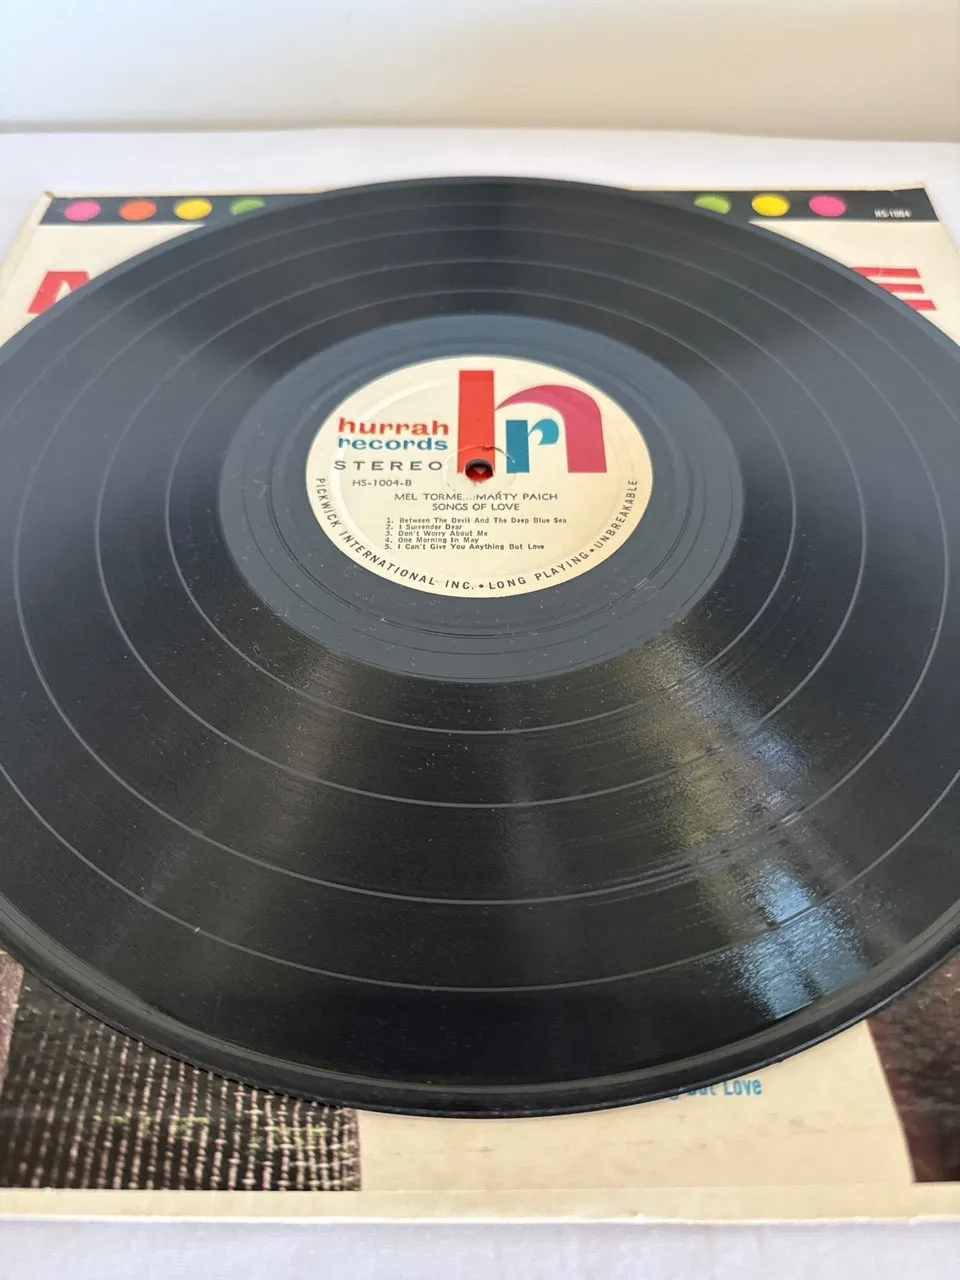 HS-1004
M E
hurrah
records
hr
STEREO
HS-1004-B
MEL TORME...MARTY PAICH
SONGS OF LOVE
1. Between The Devil And The Deep Blue Sea
2. I Surrender Dear
3. Don't Worry About Me
4. One Morning In May
5. I Can't Give You Anything But Love
PICKWICK INTERNATIONAL INC. • LONG PLAYING • UNBREAKABLE
But Love